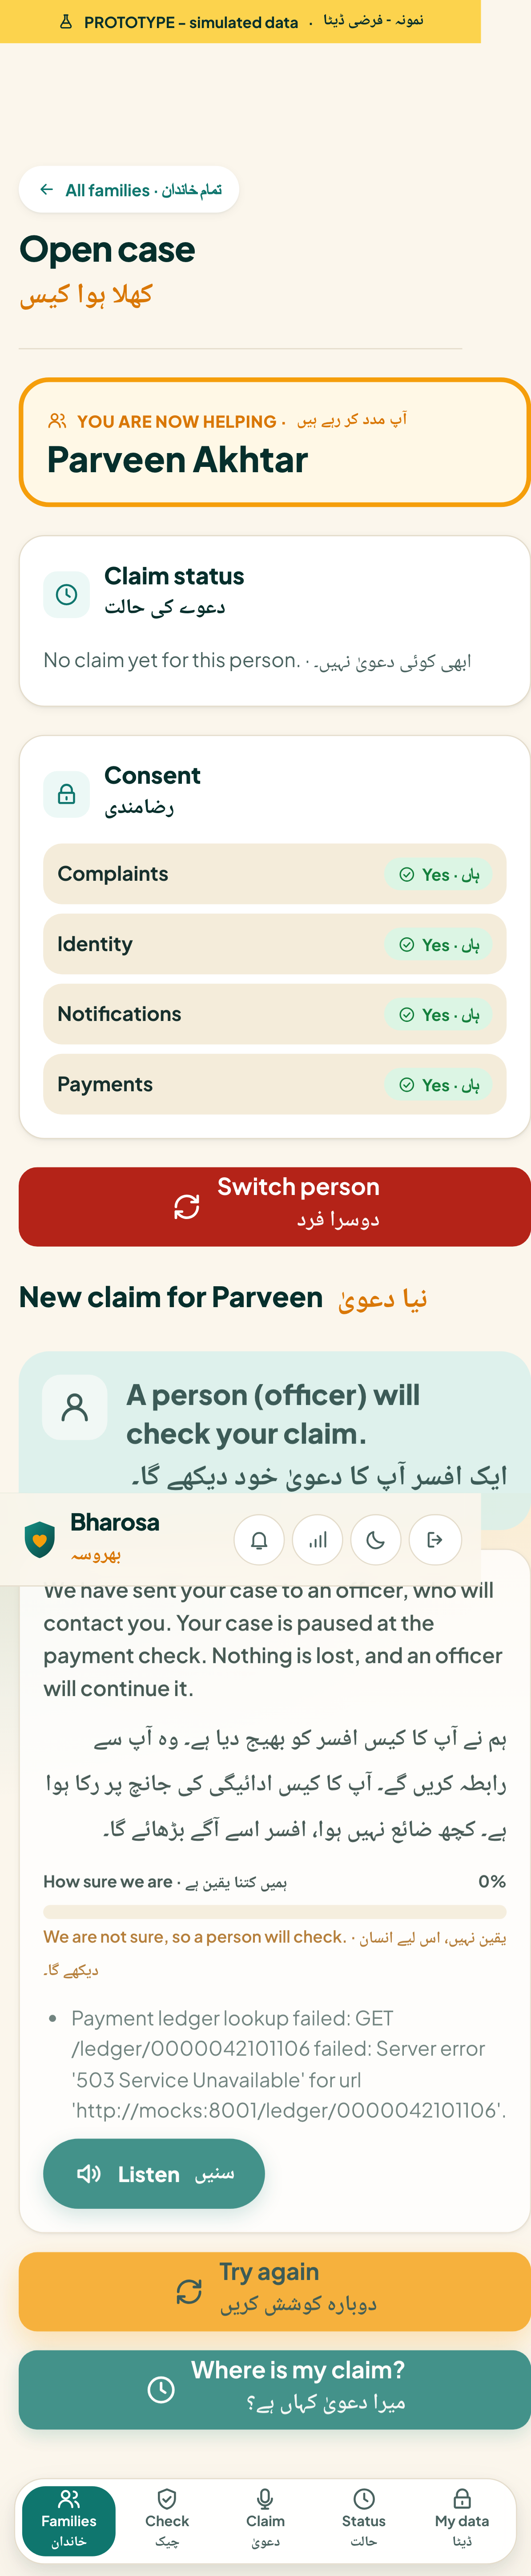 PROTOTYPE - simulated data · نمونہ - فرضی ڈیٹا
All families · تمام خاندان
Open case
کھلا ہوا کیس
YOU ARE NOW HELPING · آپ مدد کر رہے ہیں
Parveen Akhtar
Claim status
دعوے کی حالت
No claim yet for this person. · ابھی کوئی دعویٰ نہیں۔
Consent
رضامندی
Complaints Yes · ہاں
Identity Yes · ہاں
Notifications Yes · ہاں
Payments Yes · ہاں
Switch person
دوسرا فرد
New claim for Parveen نیا دعویٰ
A person (officer) will
check your claim.
ایک افسر آپ کا دعویٰ خود دیکھے گا۔
Bharosa
بھروسہ
We have sent your case to an officer, who will
contact you. Your case is paused at the
payment check. Nothing is lost, and an officer
will continue it.
ہم نے آپ کا کیس افسر کو بھیج دیا ہے۔ وہ آپ سے
رابطہ کریں گے۔ آپ کا کیس ادائیگی کی جانچ پر رکا ہوا
ہے۔ کچھ ضائع نہیں ہوا، افسر اسے آگے بڑھائے گا۔
How sure we are · ہمیں کتنا یقین ہے 0%
We are not sure, so a person will check. · یقین نہیں، اس لیے انسان
دیکھے گا۔
• Payment ledger lookup failed: GET
/ledger/0000042101106 failed: Server error
'503 Service Unavailable' for url
'http://mocks:8001/ledger/0000042101106'.
Listen سنیں
Try again
دوبارہ کوشش کریں
Where is my claim?
میرا دعویٰ کہاں ہے؟
Families Check Claim Status My data
خاندان چیک دعویٰ حالت ڈیٹا